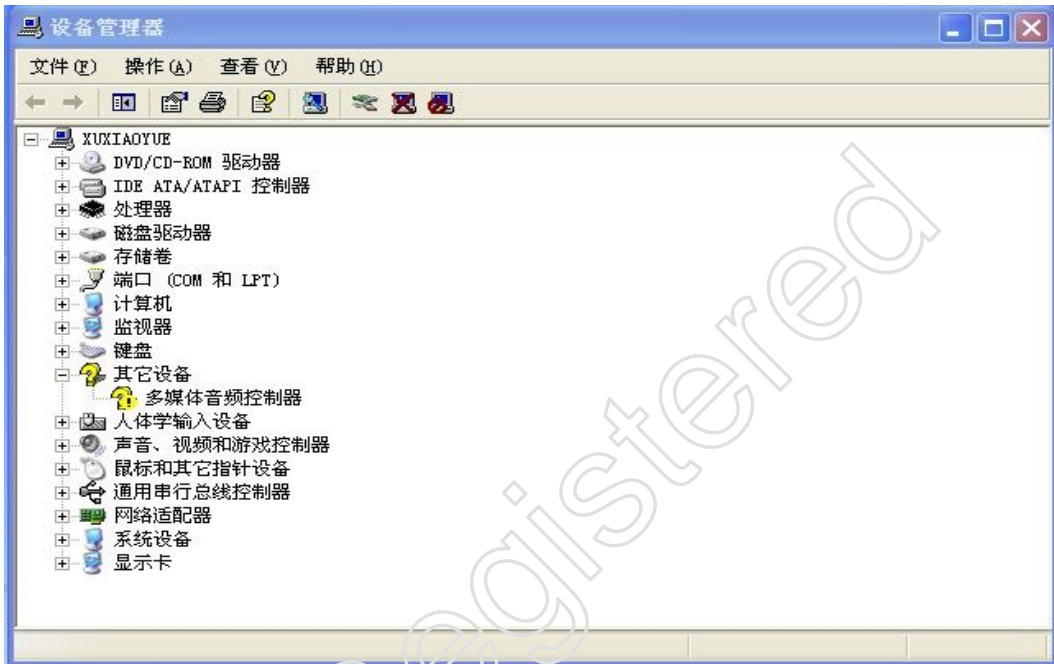 设备管理器
文件(F) 操作(A) 查看(V) 帮助(H)
XUXIAOYUE
DVD/CD-ROM 驱动器
IDE ATA/ATAPI 控制器
处理器
磁盘驱动器
存储卷
端口 (COM 和 LPT)
计算机
监视器
键盘
其它设备
多媒体音频控制器
人体学输入设备
声音、视频和游戏控制器
鼠标和其它指针设备
通用串行总线控制器
网络适配器
系统设备
显示卡
egistered